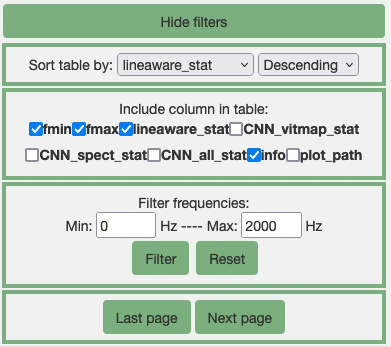 Hide filters
Sort table by: lineaware_stat Descending
Include column in table:
fmin fmax lineaware_stat CNN_vitmap_stat
CNN_spect_stat CNN_all_stat info plot_path
Filter frequencies:
Min: 0 Hz ---- Max: 2000 Hz
Filter Reset
Last page Next page